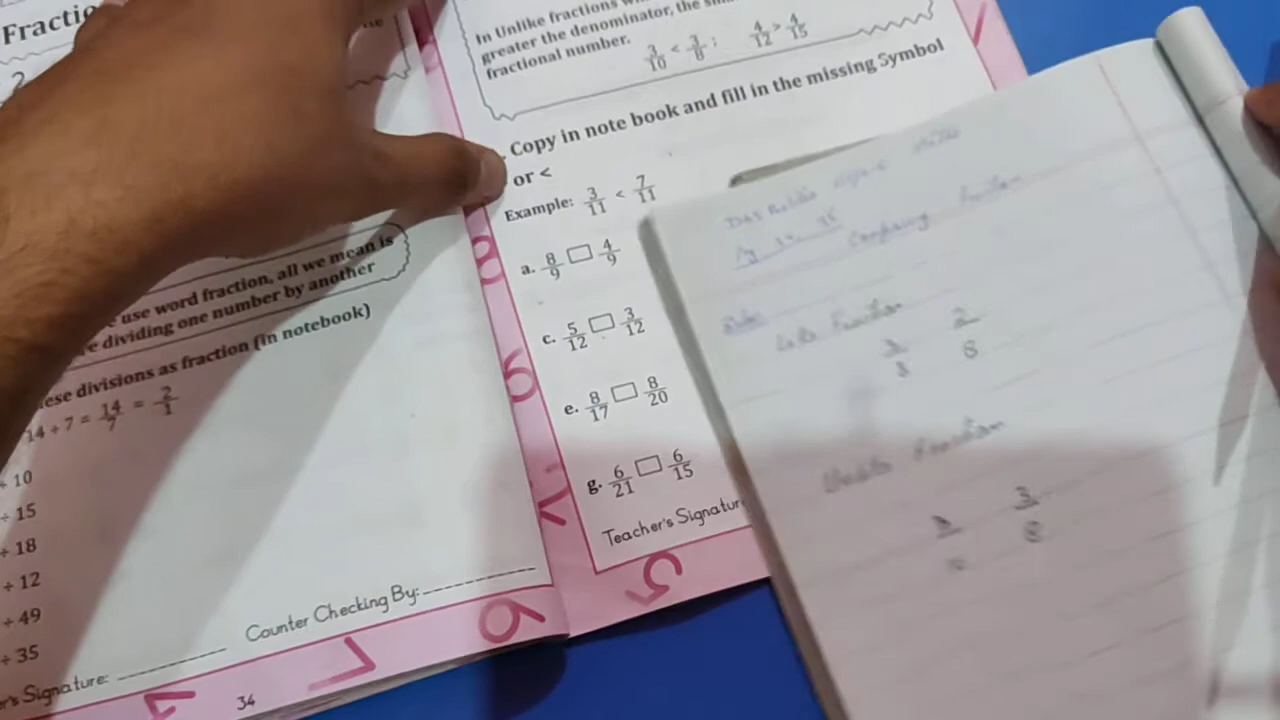 Fractio
2
use word fraction, all we mean is
dividing one number by another
ese divisions as fraction (in notebook)
14 ÷ 7 = 14/7 = 2/1
÷ 10
÷ 15
÷ 18
÷ 12
÷ 49
÷ 35
Counter Checking By:
er's Signature:
34
In Unlike fractions
greater the denominator, the
fractional number.
3/10 < 3/8 ; 4/12 > 4/15
Copy in note book and fill in the missing Symbol
or <
Example: 3/11 < 7/11
a. 8/9 □ 4/9
c. 5/12 □ 3/12
e. 8/17 □ 8/20
g. 6/21 □ 6/15
Teacher's Signatur
Comparing
Fraction
2/8
Fraction
3/8